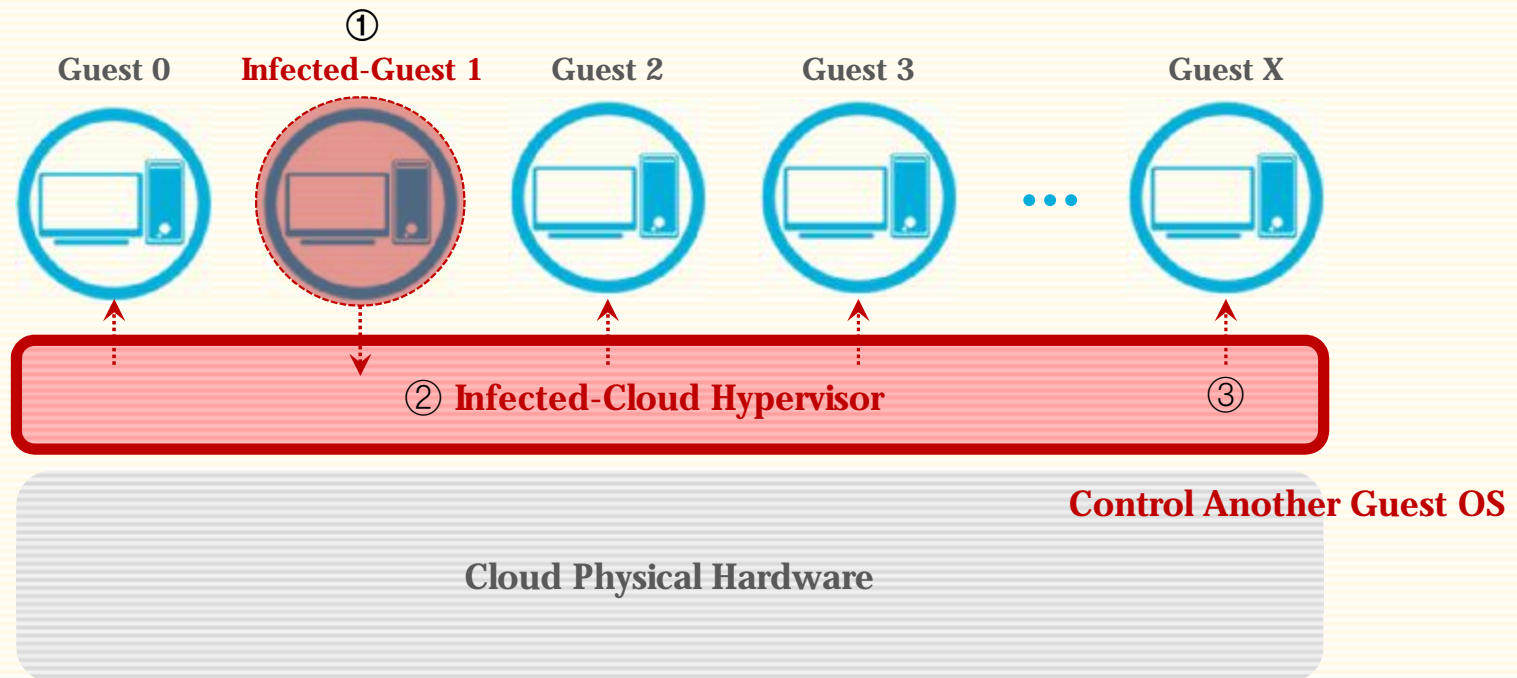 ①
Guest 0
Infected-Guest 1
Guest 2
Guest 3
Guest X
② Infected-Cloud Hypervisor
③
Control Another Guest OS
Cloud Physical Hardware